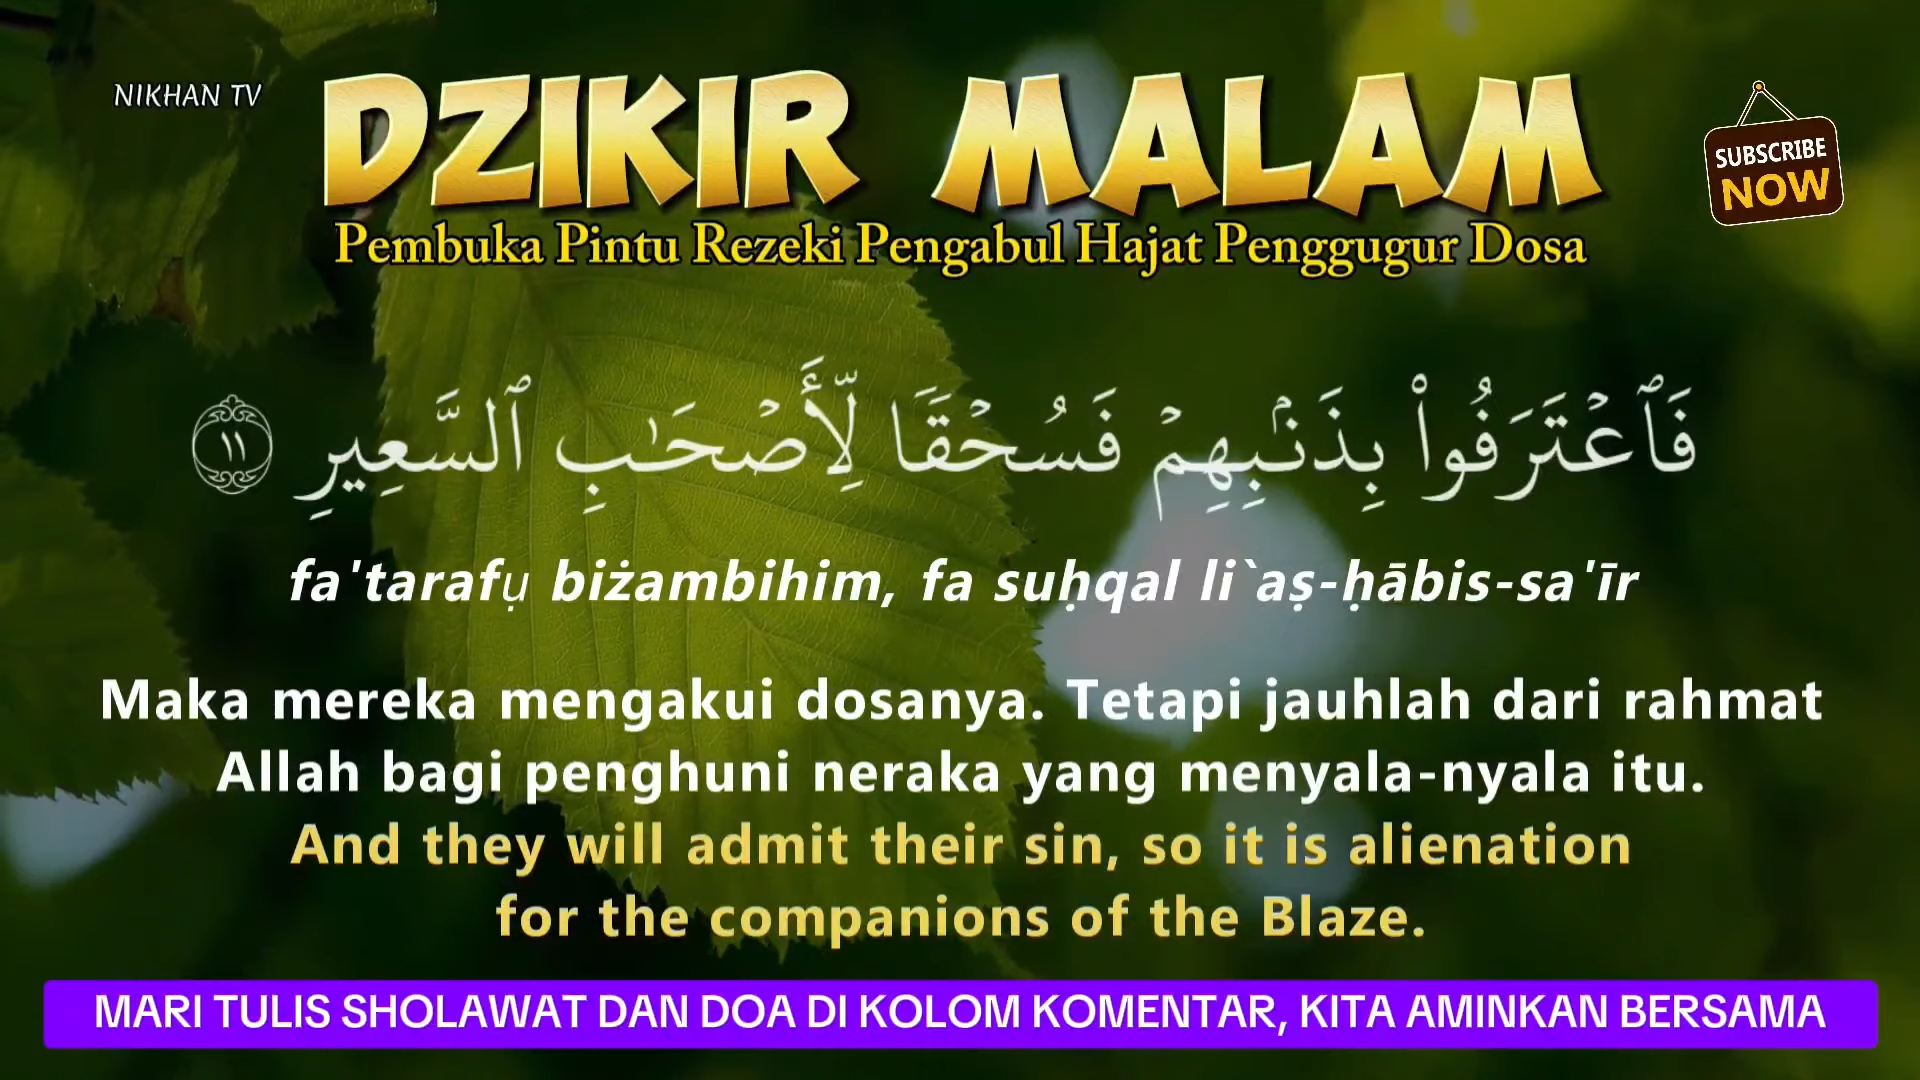 NIKHAN TV
DZIKIR MALAM
SUBSCRIBE
NOW
Pembuka Pintu Rezeki Pengabul Hajat Penggugur Dosa
فَٱعْتَرَفُوا۟ بِذَنۢبِهِمْ فَسُحْقًا لِّأَصْحَـٰبِ ٱلسَّعِيرِ ١١
fa'tarafụ biżambihim, fa suḥqal li`aṣ-ḥābis-sa'īr
Maka mereka mengakui dosanya. Tetapi jauhlah dari rahmat
Allah bagi penghuni neraka yang menyala-nyala itu.
And they will admit their sin, so it is alienation
for the companions of the Blaze.
MARI TULIS SHOLAWAT DAN DOA DI KOLOM KOMENTAR, KITA AMINKAN BERSAMA